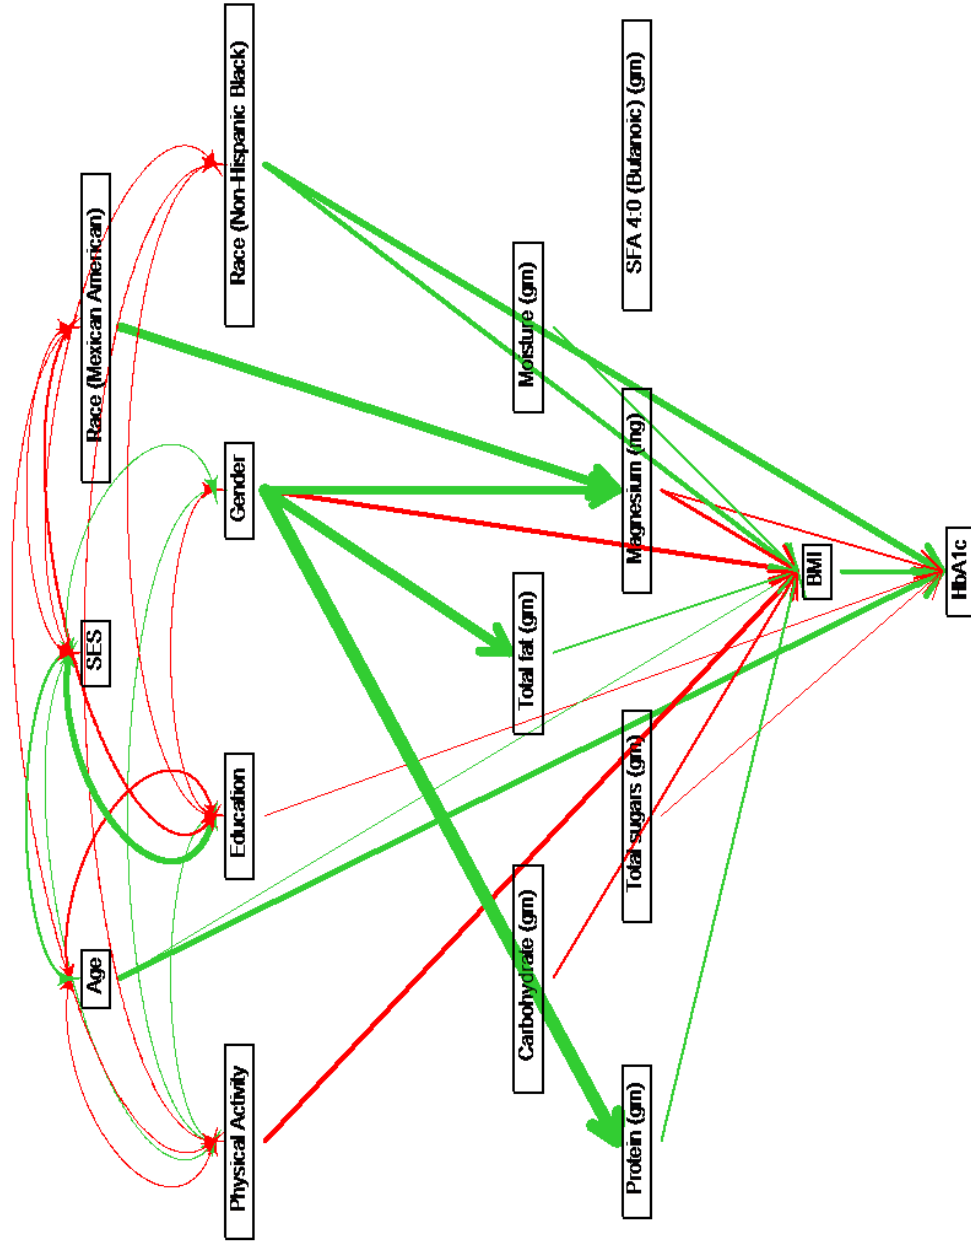 Race (Mexican American)
SES
Age
Race (Non-Hispanic Black)
Gender
Education
Physical Activity
Moisture (gm)
Total fat (gm)
Carbohydrate (gm)
SFA 4:0 (Butanoic) (gm)
Magnesium (mg)
Total sugars (gm)
Protein (gm)
BMI
HbA1c